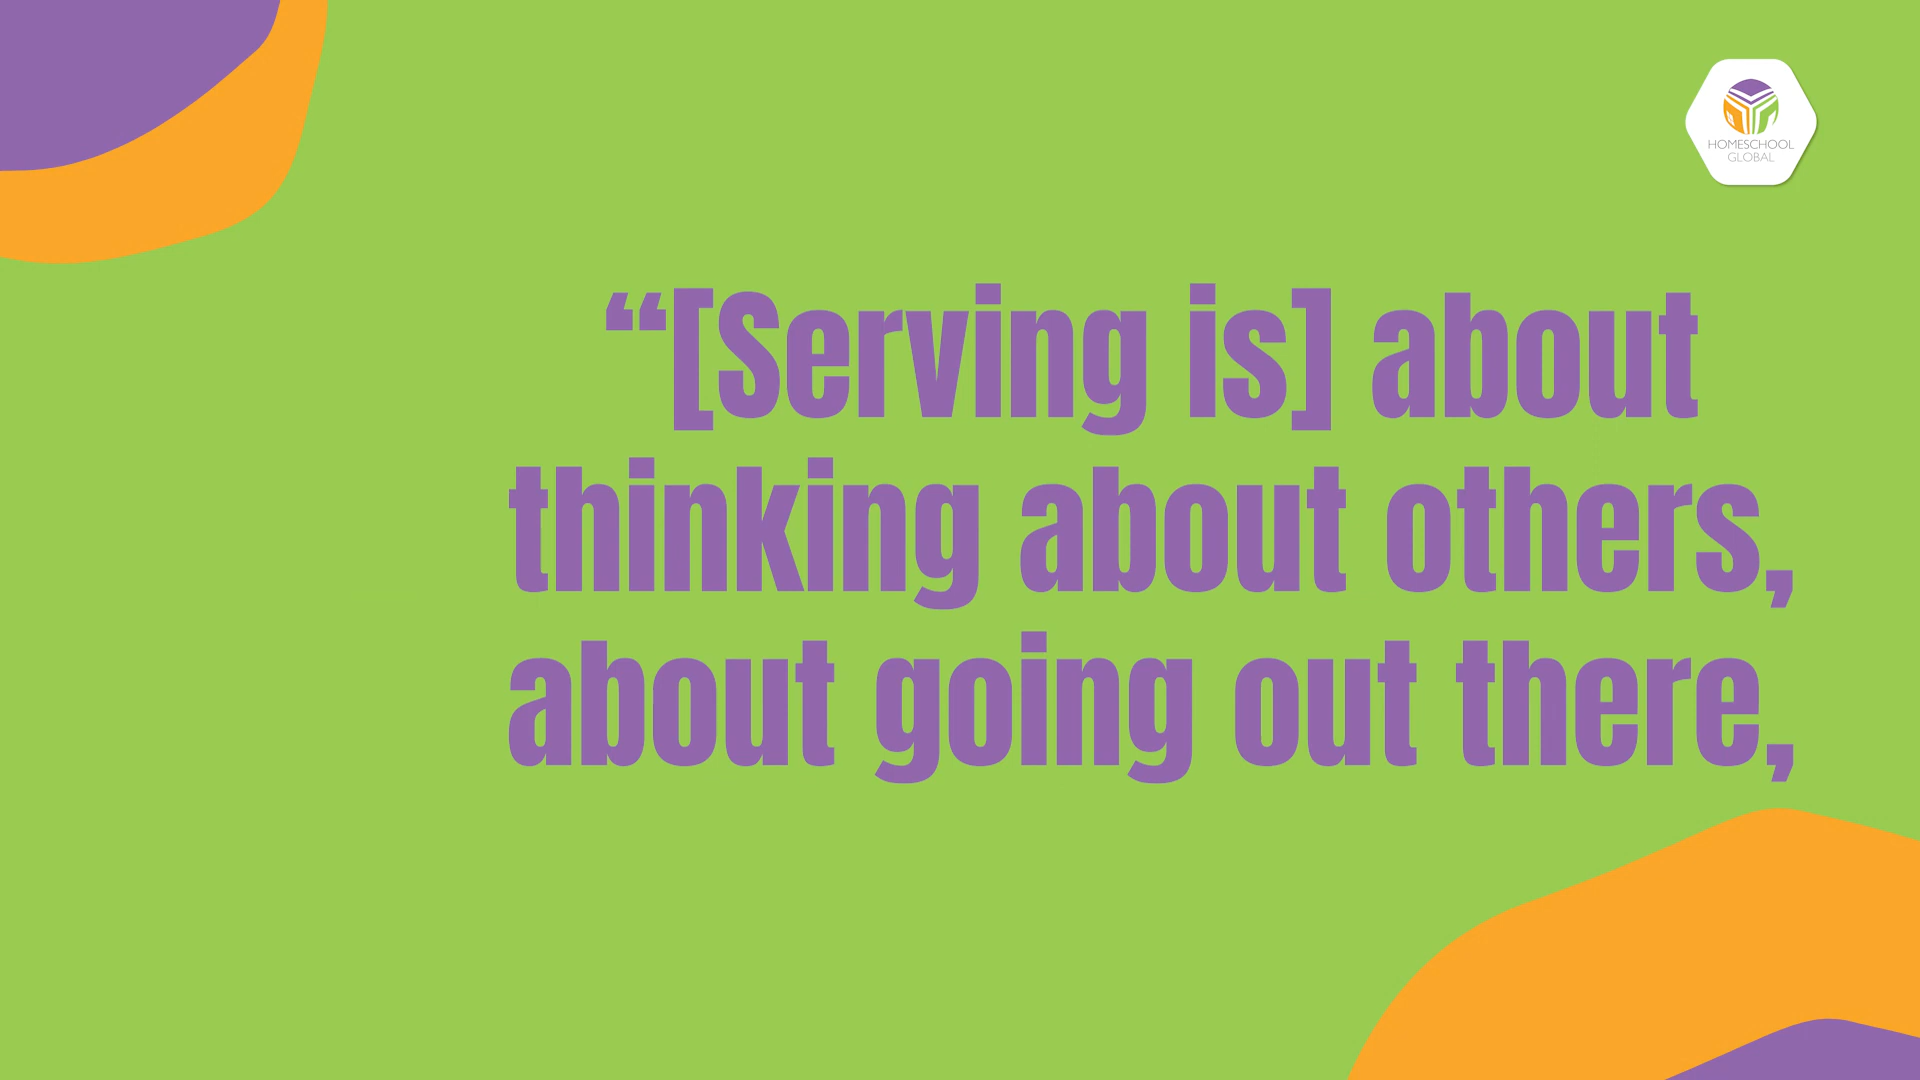 HOMESCHOOL
GLOBAL
“[Serving is] about
thinking about others,
about going out there,